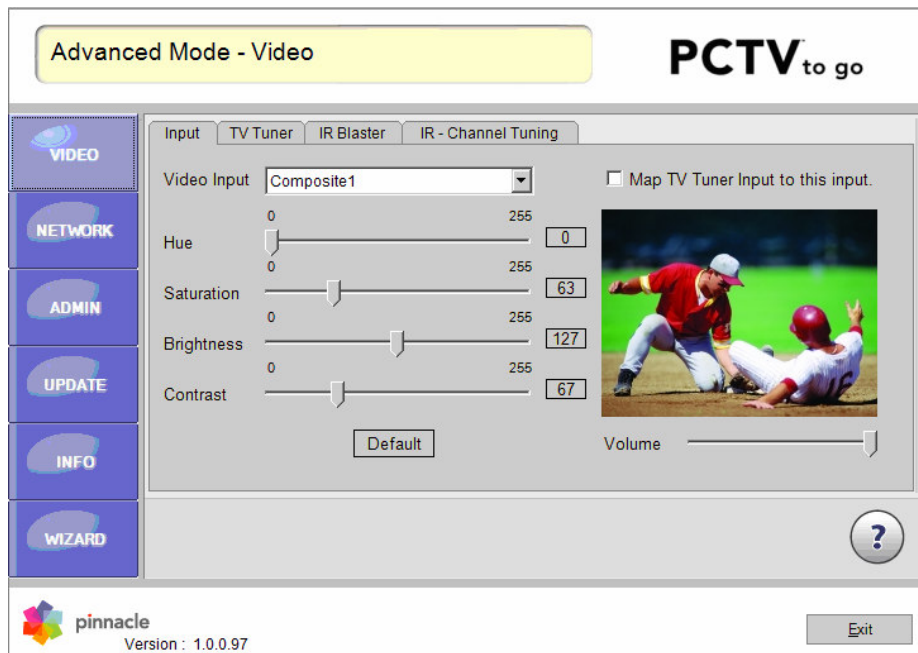 Advanced Mode - Video
PCTV to go
VIDEO
NETWORK
ADMIN
UPDATE
INFO
WIZARD
Input
TV Tuner
IR Blaster
IR - Channel Tuning
Video Input
Composite1
Map TV Tuner Input to this input.
0
255
Hue
0
0
255
Saturation
63
0
255
Brightness
127
0
255
Contrast
67
Default
16
Volume
?
pinnacle
Version : 1.0.0.97
Exit